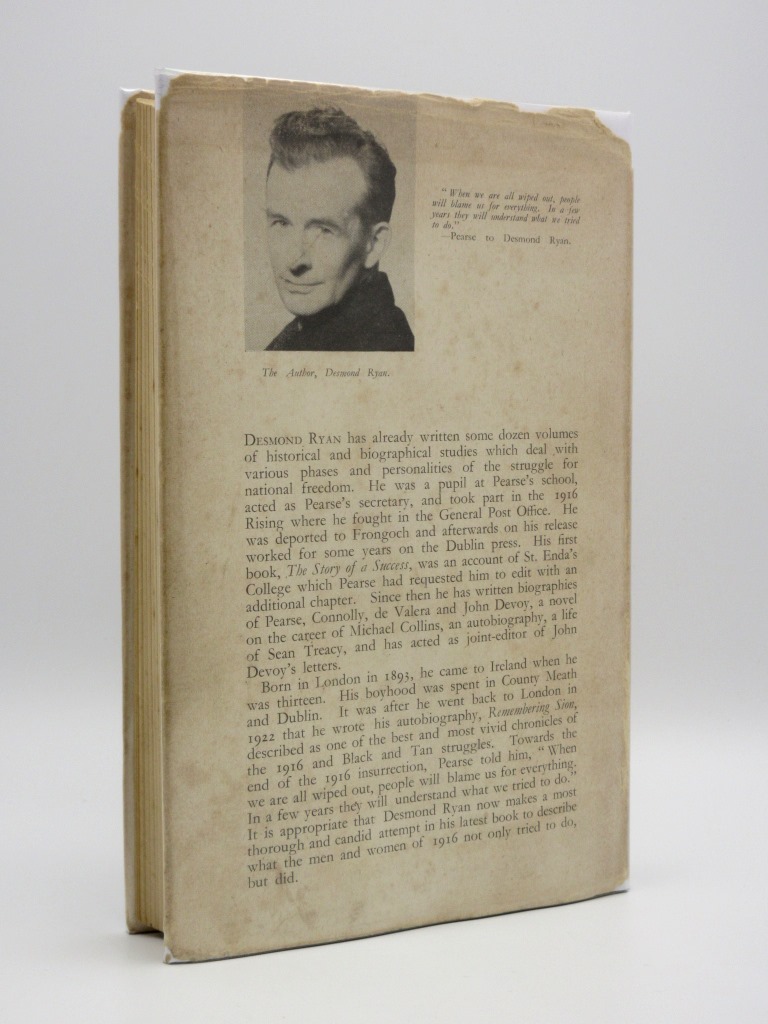 " When we are all wiped out, people
will blame us for everything. In a few
years they will understand what we tried
to do."
—Pearse to Desmond Ryan.
The Author, Desmond Ryan.
DESMOND RYAN has already written some dozen volumes
of historical and biographical studies which deal with
various phases and personalities of the struggle for
national freedom. He was a pupil at Pearse's school,
acted as Pearse's secretary, and took part in the 1916
Rising where he fought in the General Post Office. He
was deported to Frongoch and afterwards on his release
worked for some years on the Dublin press. His first
book, The Story of a Success, was an account of St. Enda's
College which Pearse had requested him to edit with an
additional chapter. Since then he has written biographies
of Pearse, Connolly, de Valera and John Devoy, a novel
on the career of Michael Collins, an autobiography, a life
of Sean Treacy, and has acted as joint-editor of John
Devoy's letters.
Born in London in 1893, he came to Ireland when he
was thirteen. His boyhood was spent in County Meath
and Dublin. It was after he went back to London in
1922 that he wrote his autobiography, Remembering Sion,
described as one of the best and most vivid chronicles of
the 1916 and Black and Tan struggles. Towards the
end of the 1916 insurrection, Pearse told him, " When
we are all wiped out, people will blame us for everything.
In a few years they will understand what we tried to do."
It is appropriate that Desmond Ryan now makes a most
thorough and candid attempt in his latest book to describe
what the men and women of 1916 not only tried to do,
but did.